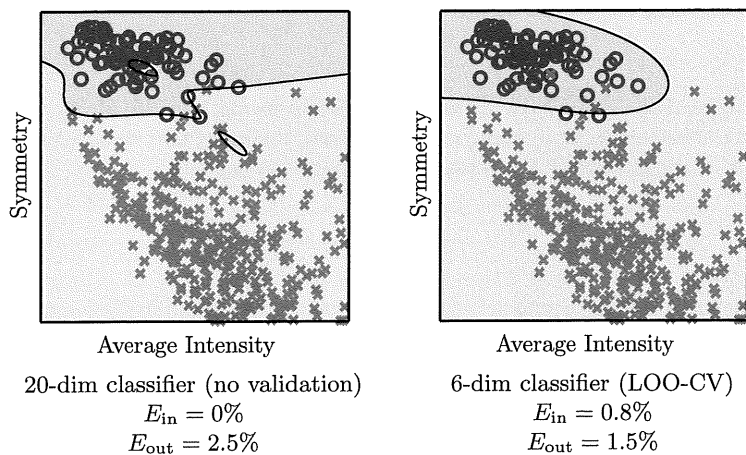 Symmetry
Average Intensity
20-dim classifier (no validation)
E_in = 0%
E_out = 2.5%
Symmetry
Average Intensity
6-dim classifier (LOO-CV)
E_in = 0.8%
E_out = 1.5%